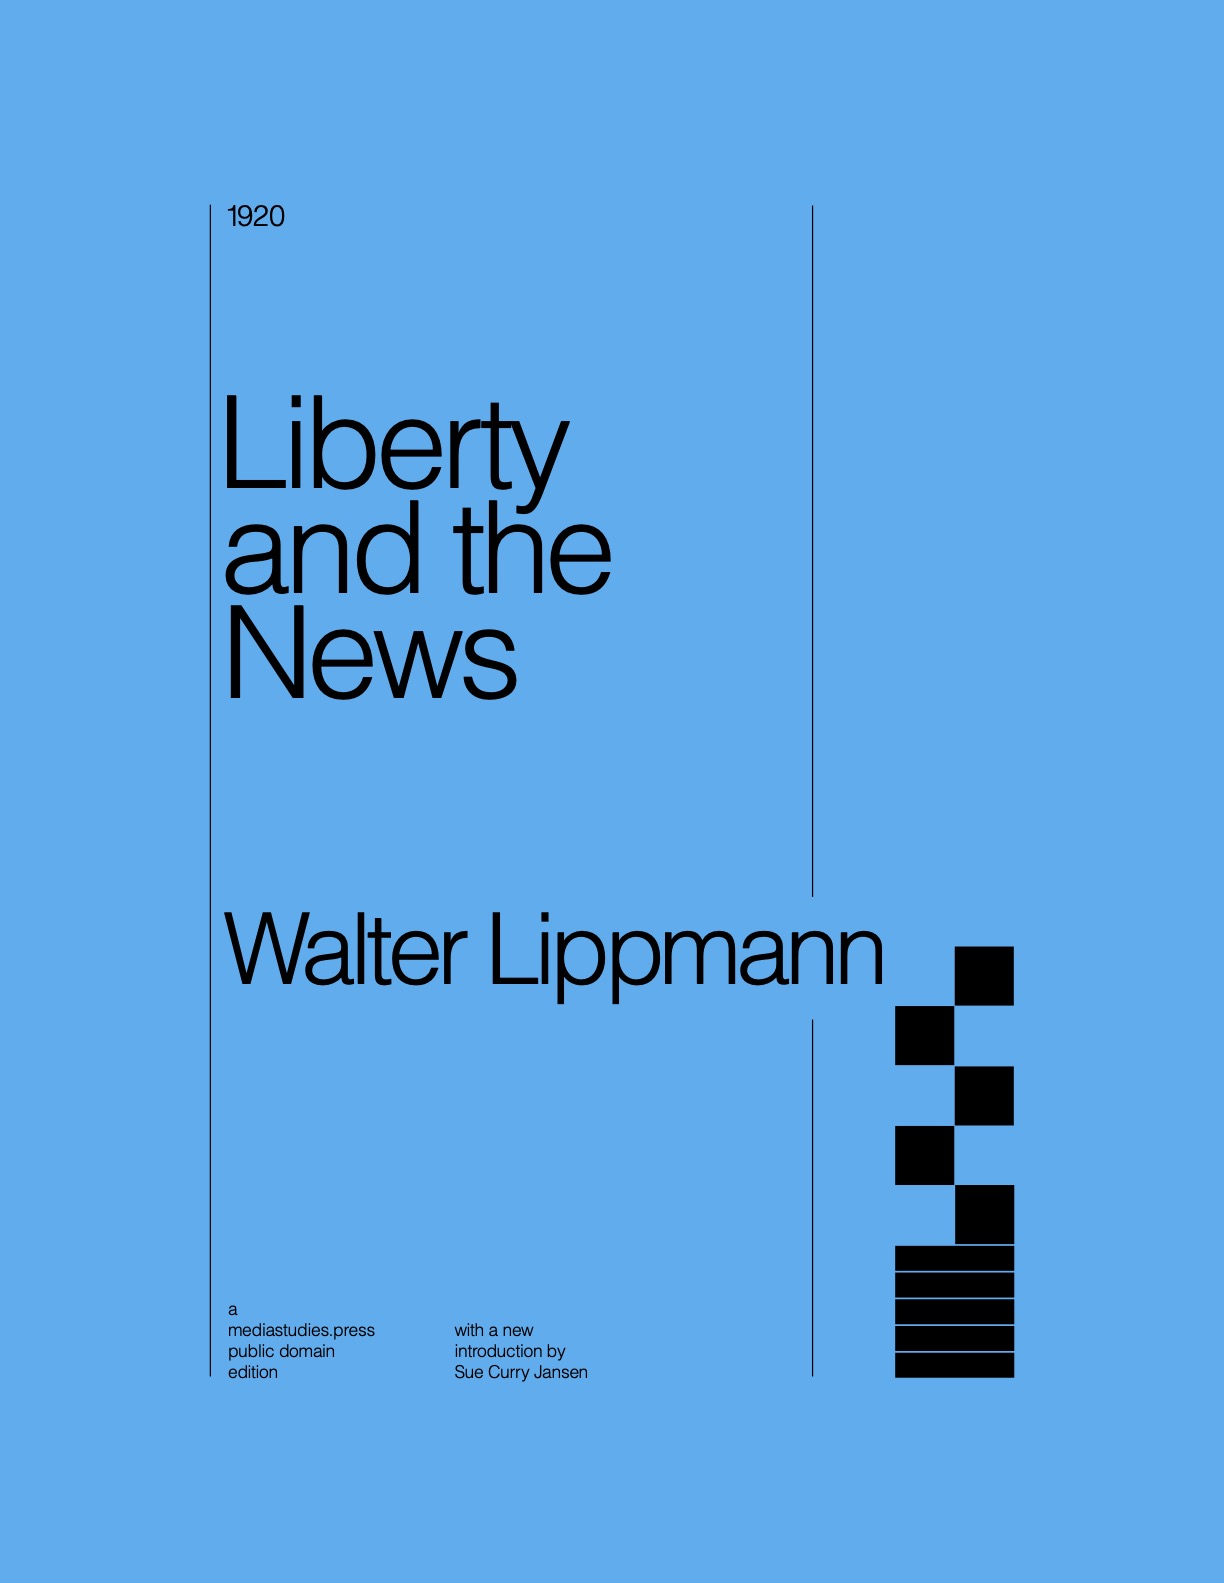 1920
Liberty
and the
News
Walter Lippmann
a
mediastudies.press
public domain
edition
with a new
introduction by
Sue Curry Jansen